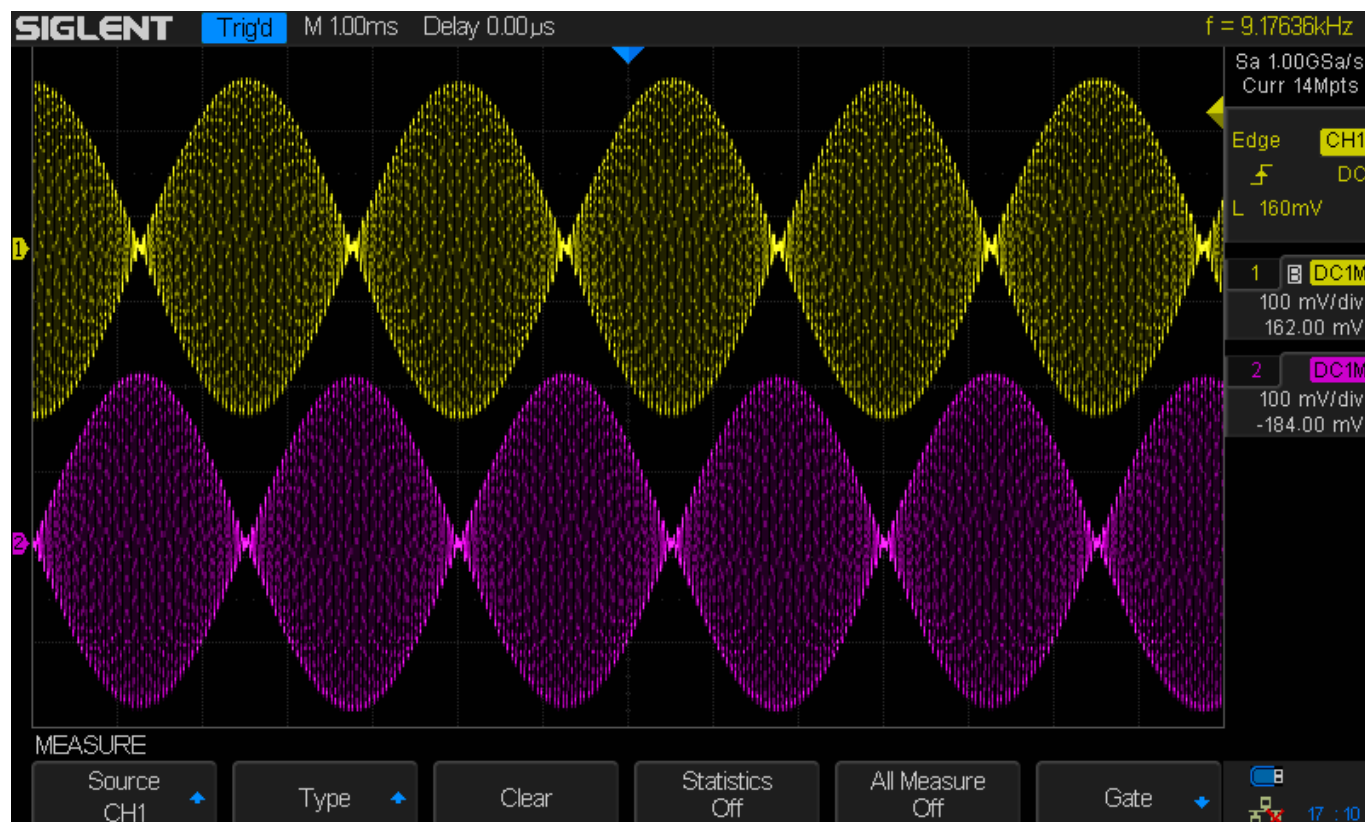 SIGLENT Trig'd M 1.00ms Delay 0.00µs f = 9.17636kHz
Sa 1.00GSa/s
Curr 14Mpts
Edge CH1
DC
L 160mV
1
1 B DC1M
100 mV/div
162.00 mV
2 DC1M
100 mV/div
-184.00 mV
2
MEASURE
Source
CH1
Type
Clear
Statistics
Off
All Measure
Off
Gate
17 : 10